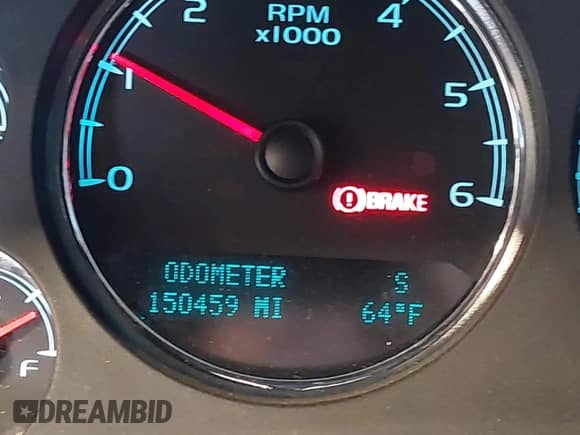 2
RPM
4
x1000
1
5
0
(!) BRAKE
6
ODOMETER S
150459 MI 64°F
F
DREAMBID